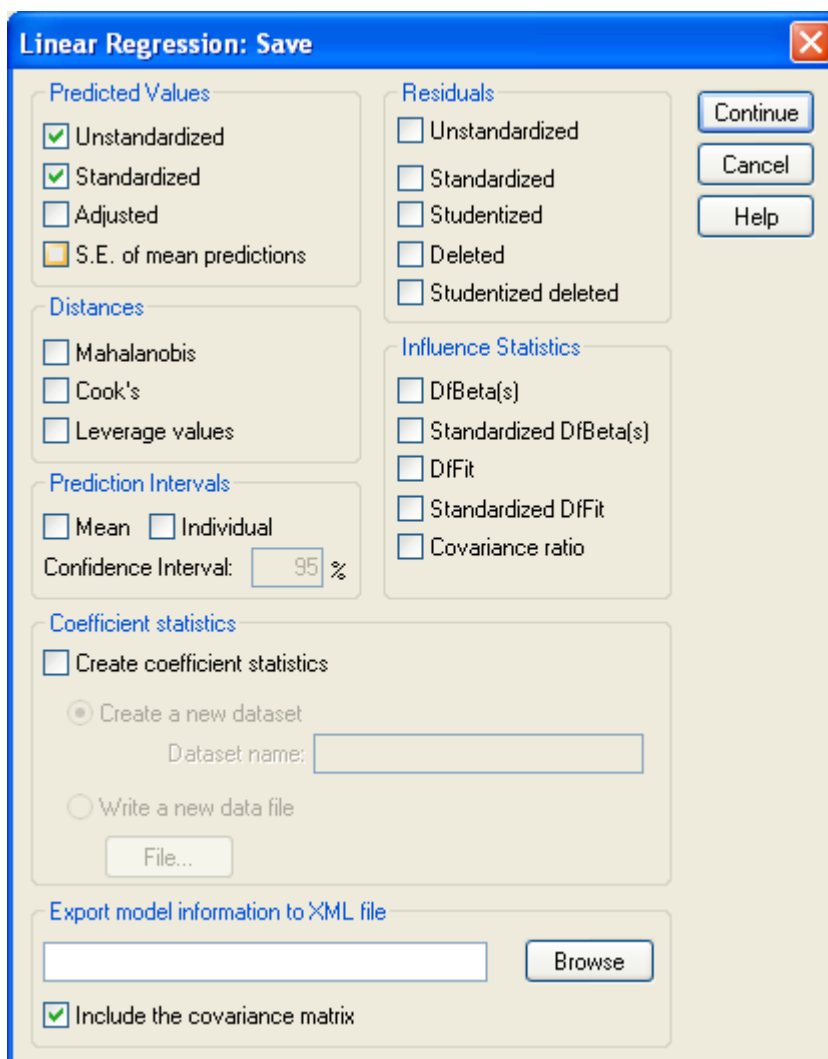 Linear Regression: Save
Predicted Values
Unstandardized
Standardized
Adjusted
S.E. of mean predictions
Residuals
Unstandardized
Standardized
Studentized
Deleted
Studentized deleted
Continue
Cancel
Help
Distances
Mahalanobis
Cook's
Leverage values
Influence Statistics
DfBeta(s)
Standardized DfBeta(s)
DfFit
Standardized DfFit
Covariance ratio
Prediction Intervals
Mean Individual
Confidence Interval: 95 %
Coefficient statistics
Create coefficient statistics
Create a new dataset
Dataset name:
Write a new data file
File...
Export model information to XML file
Browse
Include the covariance matrix